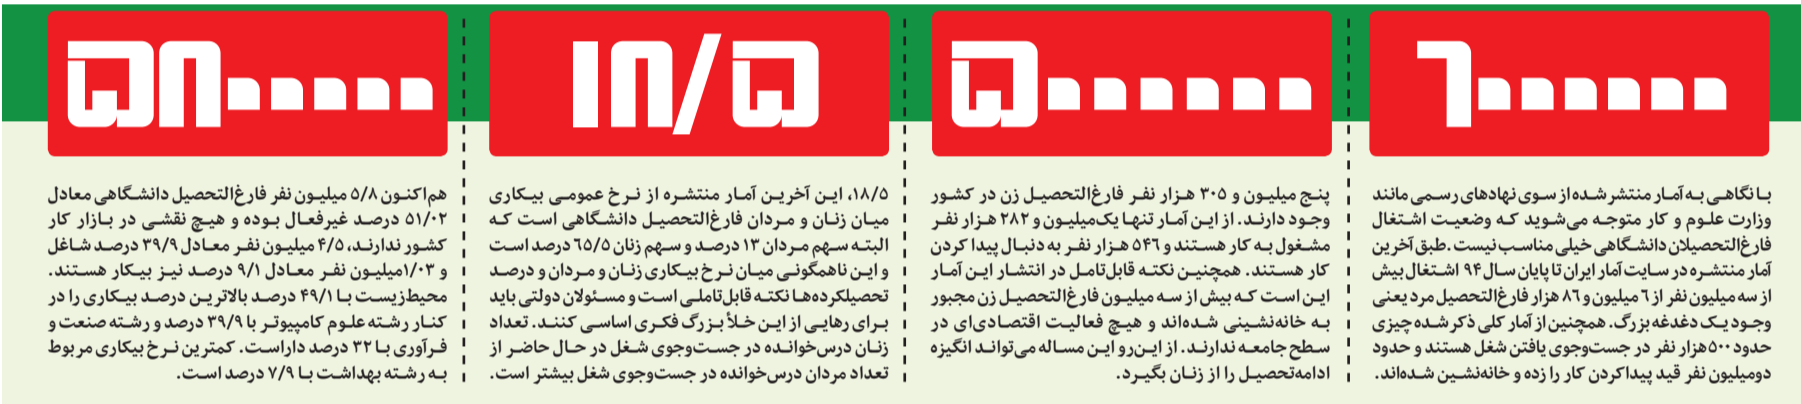 ۶۰۰۰۰۰۰
با نگاهی به آمار منتشر شده از سوی نهادهای رسمی مانند
وزارت علوم و کار متوجه می‌شوید که وضعیت اشتغال
فارغ‌التحصیلان دانشگاهی خیلی مناسب نیست. طبق آخرین
آمار منتشره در سایت آمار ایران تا پایان سال ۹۴ اشتغال بیش
از سه میلیون نفر از ۶ میلیون و ۸۶ هزار فارغ‌التحصیل مرد یعنی
وجود یک دغدغه بزرگ. همچنین از آمار کلی ذکر شده چیزی
حدود ۵۰۰ هزار نفر در جست‌وجوی یافتن شغل هستند و حدود
دومیلیون نفر قید پیداکردن کار را زده و خانه‌نشین شده‌اند.
۵۰۰۰۰۰۰
پنج میلیون و ۳۰۵ هزار نفر فارغ‌التحصیل زن در کشور
وجود دارند. از این آمار تنها یک‌میلیون و ۲۸۲ هزار نفر
مشغول به کار هستند و ۵۴۶ هزار نفر به دنبال پیدا کردن
کار هستند. همچنین نکته قابل‌تامل در انتشار این آمار
این است که بیش از سه میلیون فارغ‌التحصیل زن مجبور
به خانه‌نشینی شده‌اند و هیچ فعالیت اقتصادی‌ای در
سطح جامعه ندارند. از این‌رو این مساله می‌تواند انگیزه
ادامه‌تحصیل را از زنان بگیرد.
۱۸/۵
۱۸/۵، این آخرین آمار منتشره از نرخ عمومی بیکاری
میان زنان و مردان فارغ‌التحصیل دانشگاهی است که
البته سهم مردان ۱۳ درصد و سهم زنان ۶۵/۵ درصد است
و این ناهمگونی میان نرخ بیکاری زنان و مردان و درصد
تحصیلکرده‌ها نکته قابل‌تاملی است و مسئولان دولتی باید
برای رهایی از این خلأ بزرگ فکری اساسی کنند. تعداد
زنان درس‌خوانده در جست‌وجوی شغل در حال حاضر از
تعداد مردان درس‌خوانده در جست‌وجوی شغل بیشتر است.
۵۸۰۰۰۰۰
هم‌اکنون ۵/۸ میلیون نفر فارغ‌التحصیل دانشگاهی معادل
۵۱/۰۲ درصد غیرفعال بوده و هیچ نقشی در بازار کار
کشور ندارند، ۴/۵ میلیون نفر معادل ۳۹/۹ درصد شاغل
و ۱/۰۳میلیون نفر معادل ۹/۱ درصد نیز بیکار هستند.
محیط‌زیست با ۴۹/۱ درصد بالاترین درصد بیکاری را در
کنار رشته علوم کامپیوتر با ۳۹/۹ درصد و رشته صنعت و
فرآوری با ۳۲ درصد داراست. کمترین نرخ بیکاری مربوط
به رشته بهداشت با ۷/۹ درصد است.